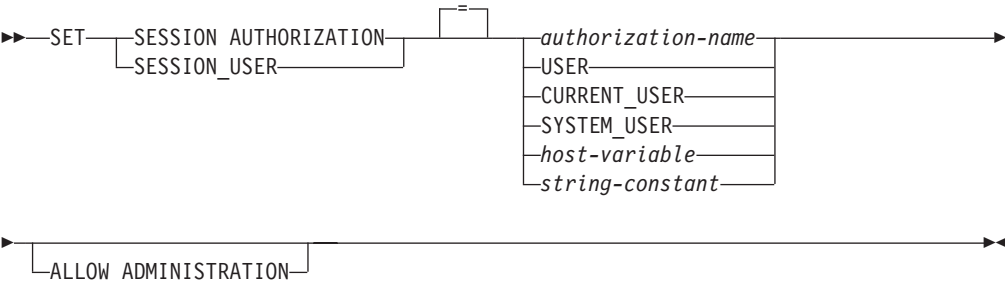 =
SET SESSION AUTHORIZATION authorization-name
SESSION_USER USER
CURRENT_USER
SYSTEM_USER
host-variable
string-constant
ALLOW ADMINISTRATION